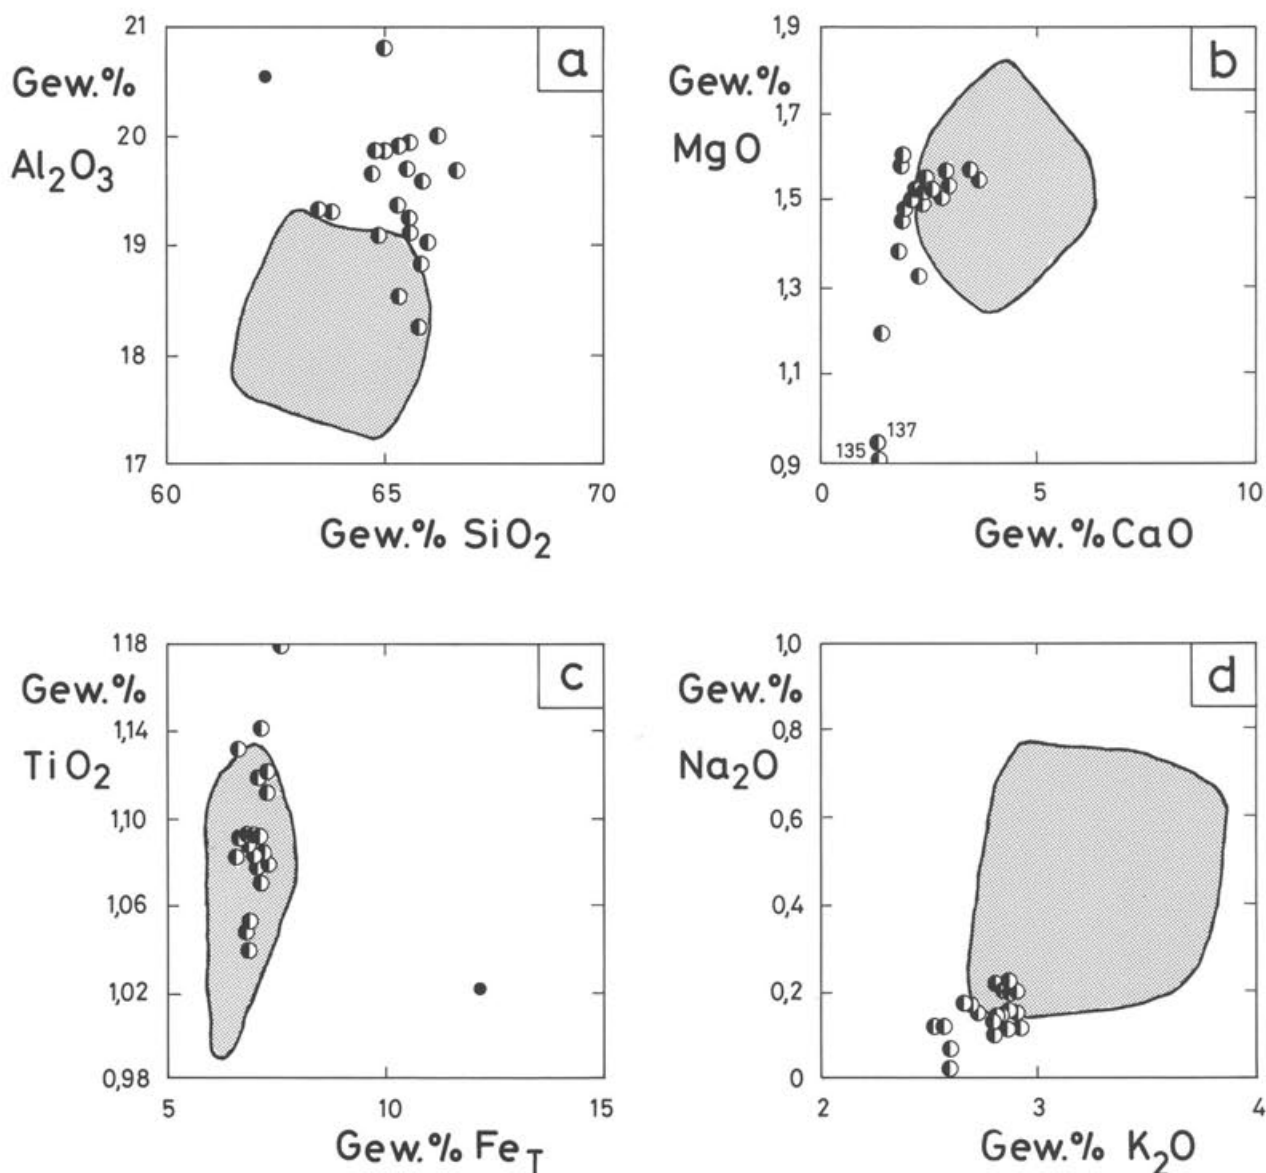 21
a
Gew.%
20
Al₂O₃
19
18
17
60 65 70
Gew.% SiO₂
1,9
b
Gew.%
1,7
MgO
1,5
1,3
1,1
137
135
0,9
0 5 10
Gew.% CaO
1,18
c
Gew.%
1,14
TiO₂
1,10
1,06
1,02
0,98
5 10 15
Gew.% Fe_T
1,0
d
Gew.%
0,8
Na₂O
0,6
0,4
0,2
0
2 3 4
Gew.% K₂O